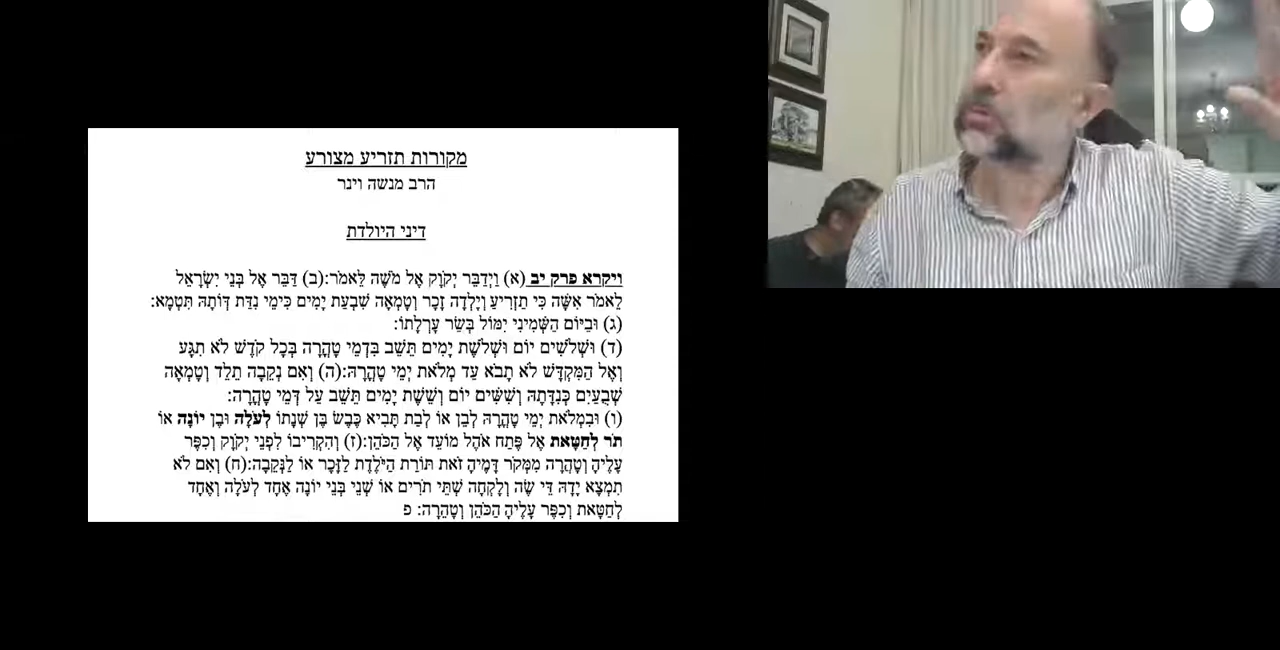 מקורות תזריע מצורע
הרב מנשה וינר
דיני היולדת
ויקרא פרק יב (א) וַיְדַבֵּר יְקֹוָק אֶל מֹשֶׁה לֵּאמֹר:(ב) דַּבֵּר אֶל בְּנֵי יִשְׂרָאֵל
לֵאמֹר אִשָּׁה כִּי תַזְרִיעַ וְיָלְדָה זָכָר וְטָמְאָה שִׁבְעַת יָמִים כִּימֵי נִדַּת דְּוֹתָהּ תִּטְמָא:
(ג) וּבַיּוֹם הַשְּׁמִינִי יִמּוֹל בְּשַׂר עָרְלָתוֹ:
(ד) וּשְׁלֹשִׁים יוֹם וּשְׁלֹשֶׁת יָמִים תֵּשֵׁב בִּדְמֵי טָהֳרָה בְּכָל קֹדֶשׁ לֹא תִגָּע
וְאֶל הַמִּקְדָּשׁ לֹא תָבֹא עַד מְלֹאת יְמֵי טָהֳרָהּ:(ה) וְאִם נְקֵבָה תֵלֵד וְטָמְאָה
שְׁבֻעַיִם כְּנִדָּתָהּ וְשִׁשִּׁים יוֹם וְשֵׁשֶׁת יָמִים תֵּשֵׁב עַל דְּמֵי טָהֳרָה:
(ו) וּבִמְלֹאת יְמֵי טָהֳרָהּ לְבֵן אוֹ לְבַת תָּבִיא כֶּבֶשׂ בֶּן שְׁנָתוֹ לְעֹלָה וּבֶן יוֹנָה אוֹ
תֹר לְחַטָּאת אֶל פֶּתַח אֹהֶל מוֹעֵד אֶל הַכֹּהֵן:(ז) וְהִקְרִיבוֹ לִפְנֵי יְקֹוָק וְכִפֶּר
עָלֶיהָ וְטָהֲרָה מִמְּקֹר דָּמֶיהָ זֹאת תּוֹרַת הַיֹּלֶדֶת לַזָּכָר אוֹ לַנְּקֵבָה:(ח) וְאִם לֹא
תִמְצָא יָדָהּ דֵּי שֶׂה וְלָקְחָה שְׁתֵּי תֹרִים אוֹ שְׁנֵי בְּנֵי יוֹנָה אֶחָד לְעֹלָה וְאֶחָד
לְחַטָּאת וְכִפֶּר עָלֶיהָ הַכֹּהֵן וְטָהֵרָה: פ